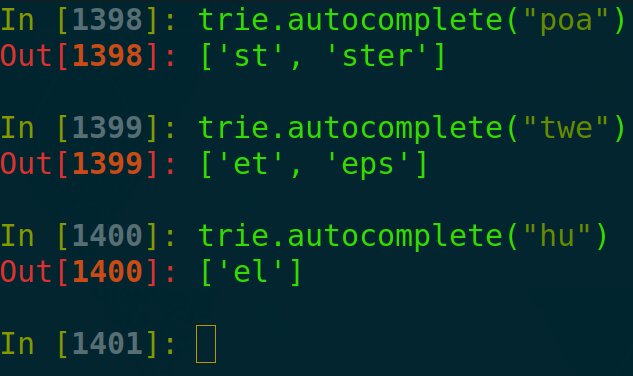 In [1398]: trie.autocomplete("poa")
Out[1398]: ['st', 'ster']
In [1399]: trie.autocomplete("twe")
Out[1399]: ['et', 'eps']
In [1400]: trie.autocomplete("hu")
Out[1400]: ['el']
In [1401]: